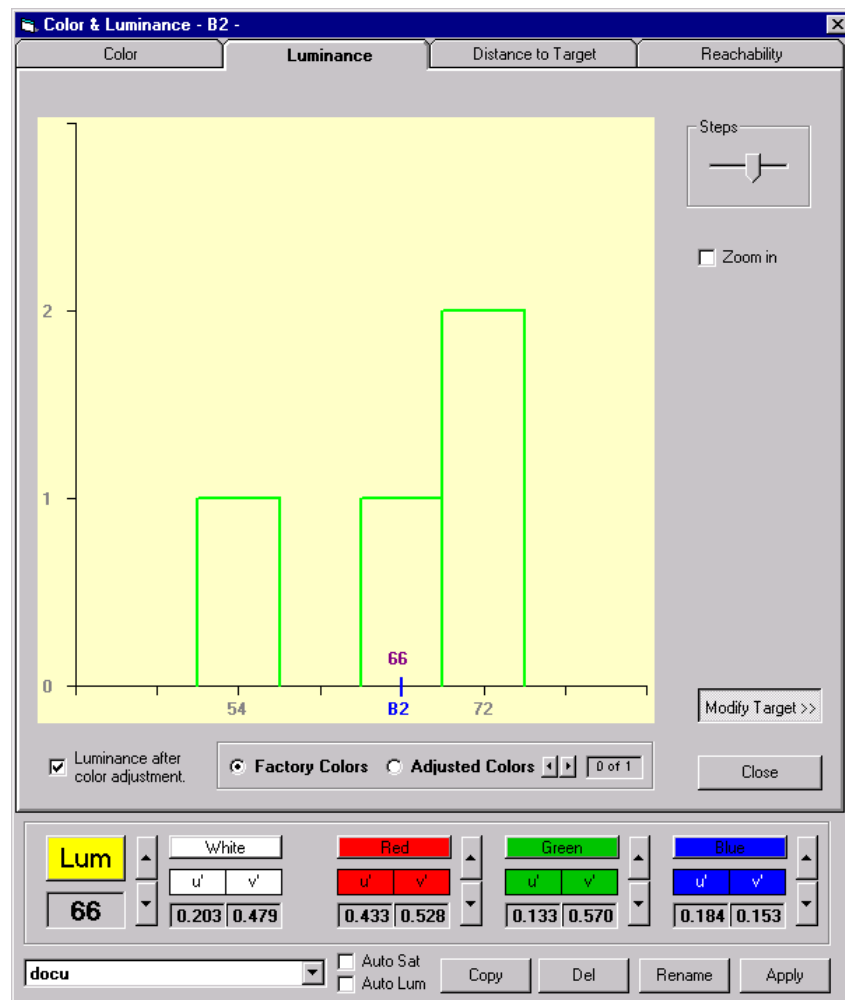 Color & Luminance - B2 -
Color Luminance Distance to Target Reachability
Steps
Zoom in
2
1
0
66
54 B2 72
Modify Target >>
Luminance after
color adjustment.
Factory Colors Adjusted Colors 0 of 1
Close
Lum White Red Green Blue
u' v' u' v' u' v' u' v'
66 0.203 0.479 0.433 0.528 0.133 0.570 0.184 0.153
docu
Auto Sat
Auto Lum
Copy Del Rename Apply